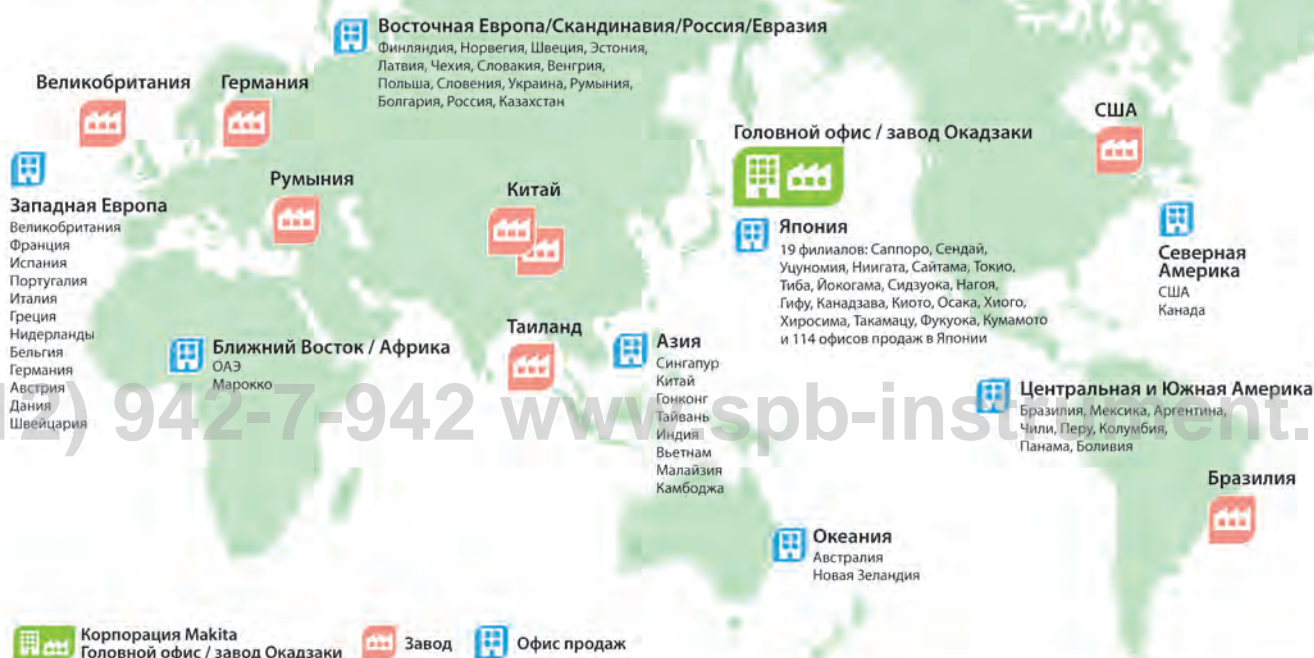 Восточная Европа/Скандинавия/Россия/Евразия
Финляндия, Норвегия, Швеция, Эстония,
Латвия, Чехия, Словакия, Венгрия,
Польша, Словения, Украина, Румыния,
Болгария, Россия, Казахстан
Великобритания
Германия
США
Головной офис / завод Окадзаки
Румыния
Китай
Западная Европа
Великобритания
Франция
Испания
Португалия
Италия
Греция
Нидерланды
Бельгия
Германия
Австрия
Дания
Швейцария
Япония
19 филиалов: Саппоро, Сендай,
Уцуномия, Ниигата, Сайтама, Токио,
Тиба, Йокогама, Сидзуока, Нагоя,
Гифу, Канадзава, Киото, Осака, Хиого,
Хиросима, Такамацу, Фукуока, Кумамото
и 114 офисов продаж в Японии
Северная
Америка
США
Канада
Таиланд
Ближний Восток / Африка
ОАЭ
Марокко
Азия
Сингапур
Китай
Гонконг
Тайвань
Индия
Вьетнам
Малайзия
Камбоджа
Центральная и Южная Америка
Бразилия, Мексика, Аргентина,
Чили, Перу, Колумбия,
Панама, Боливия
2) 942-7-942 www.spb-instrument.
Бразилия
Океания
Австралия
Новая Зеландия
Корпорация Makita
Головной офис / завод Окадзаки
Завод
Офис продаж